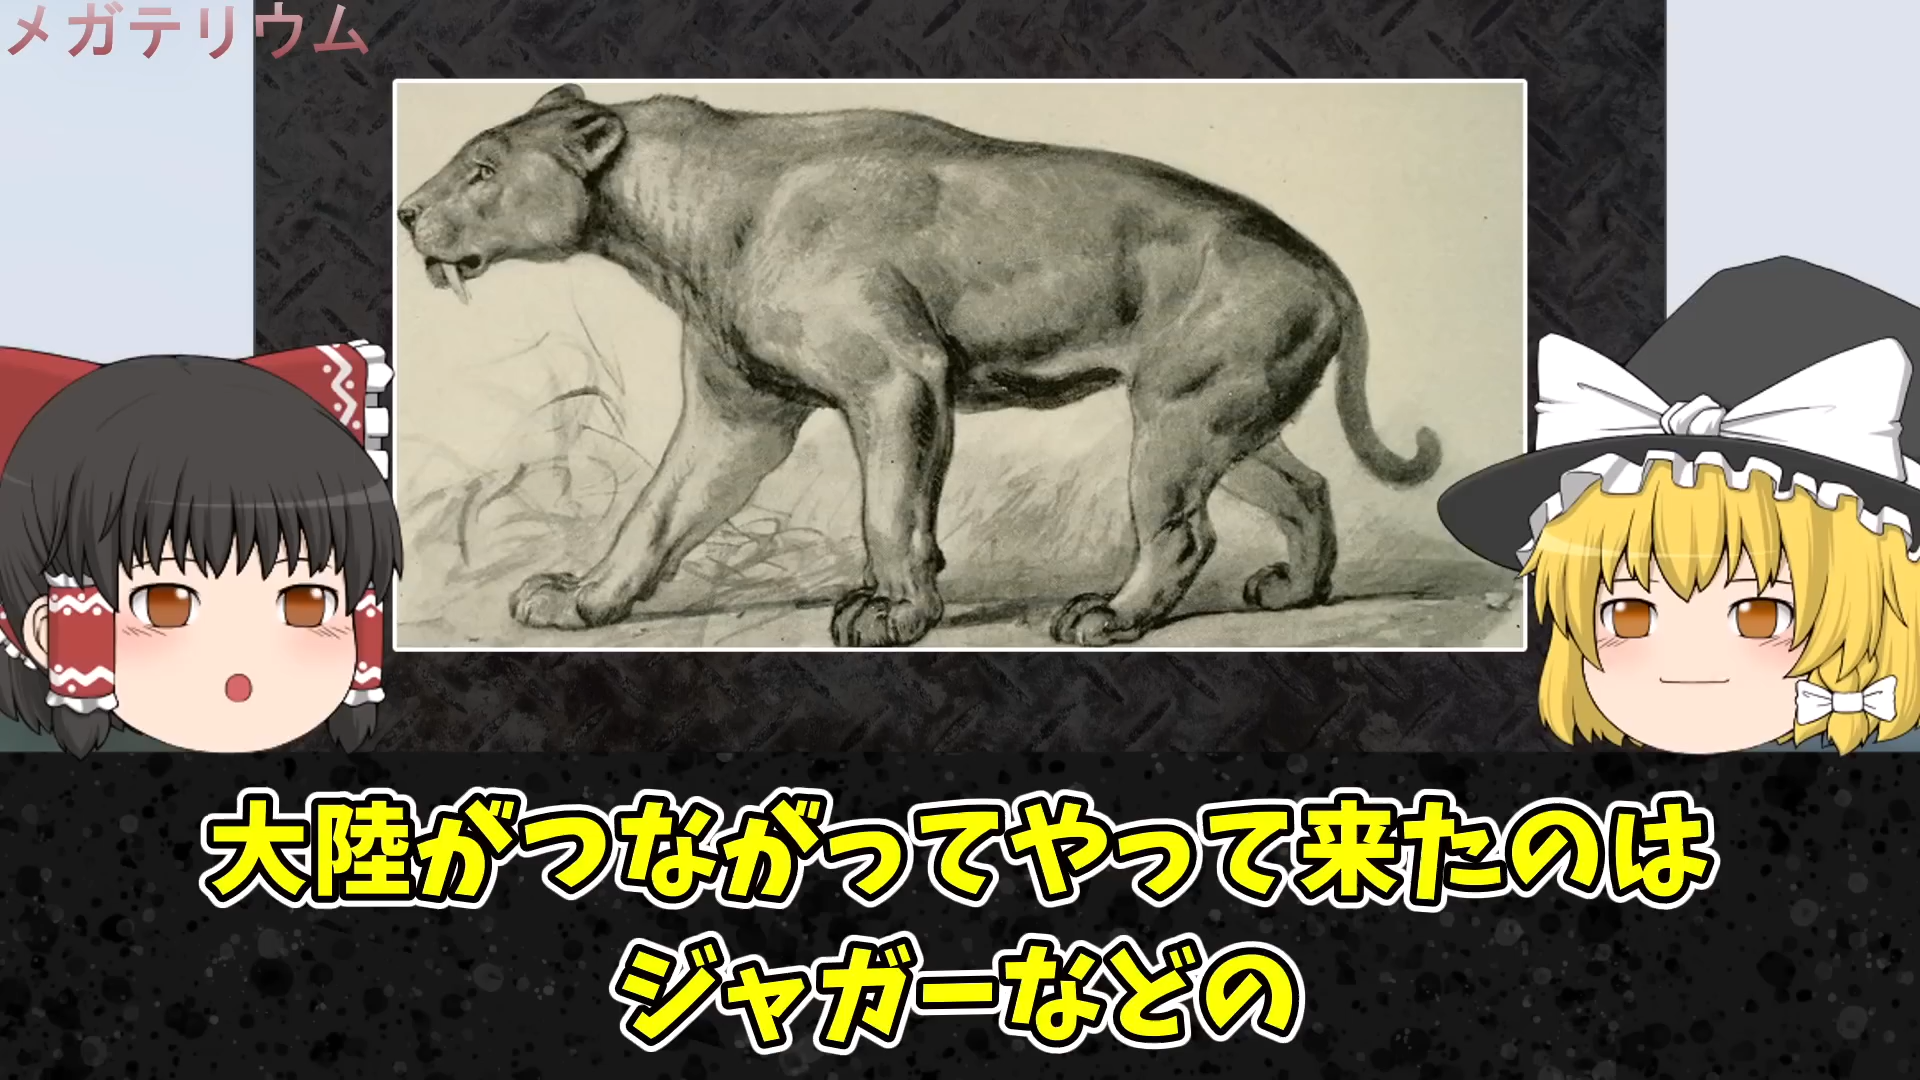 メガテリウム
大陸がつながってやって来たのは
ジャガーなどの